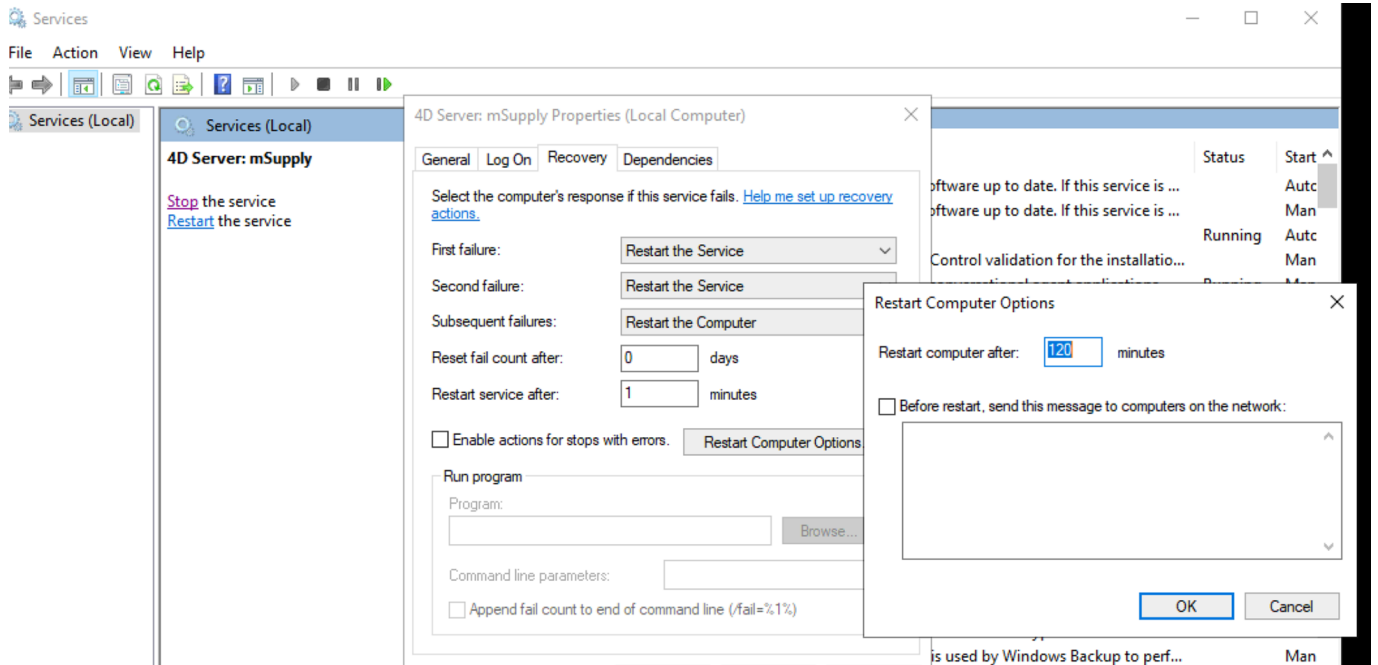 Services
File Action View Help
Services (Local)
Services (Local)
4D Server: mSupply
Stop the service
Restart the service
4D Server: mSupply Properties (Local Computer)
General Log On Recovery Dependencies
Select the computer's response if this service fails. Help me set up recovery
actions.
First failure: Restart the Service
Second failure: Restart the Service
Subsequent failures: Restart the Computer
Reset fail count after: 0 days
Restart service after: 1 minutes
Enable actions for stops with errors. Restart Computer Options
Run program
Program:
Browse...
Command line parameters:
Append fail count to end of command line (/fail=%1%)
Status Start
oftware up to date. If this service is ... Autc
oftware up to date. If this service is ... Man
Running Autc
Control validation for the installatio... Man
Restart Computer Options
Restart computer after: 120 minutes
Before restart, send this message to computers on the network:
OK Cancel
is used by Windows Backup to perf... Man